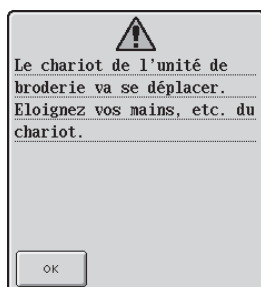 Le chariot de l'unité de
broderie va se déplacer.
Eloignez vos mains, etc. du
chariot.
OK